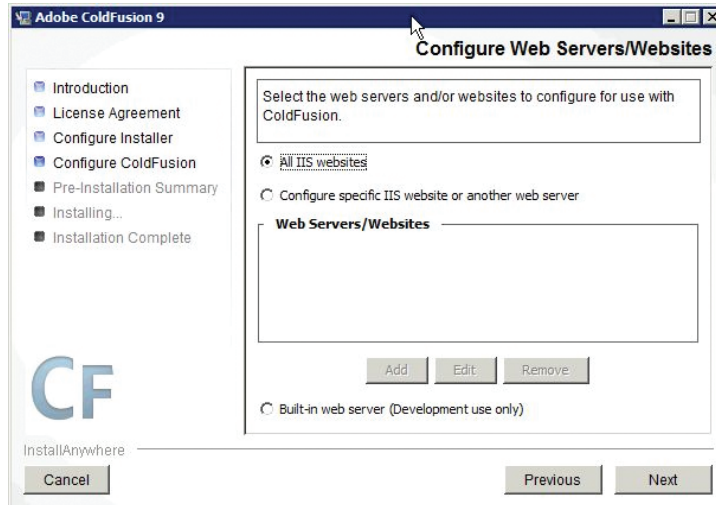 Adobe ColdFusion 9
Configure Web Servers/Websites
Introduction
License Agreement
Configure Installer
Configure ColdFusion
Pre-Installation Summary
Installing...
Installation Complete
Select the web servers and/or websites to configure for use with
ColdFusion.
All IIS websites
Configure specific IIS website or another web server
Web Servers/Websites
Add Edit Remove
Built-in web server (Development use only)
CF
InstallAnywhere
Cancel Previous Next